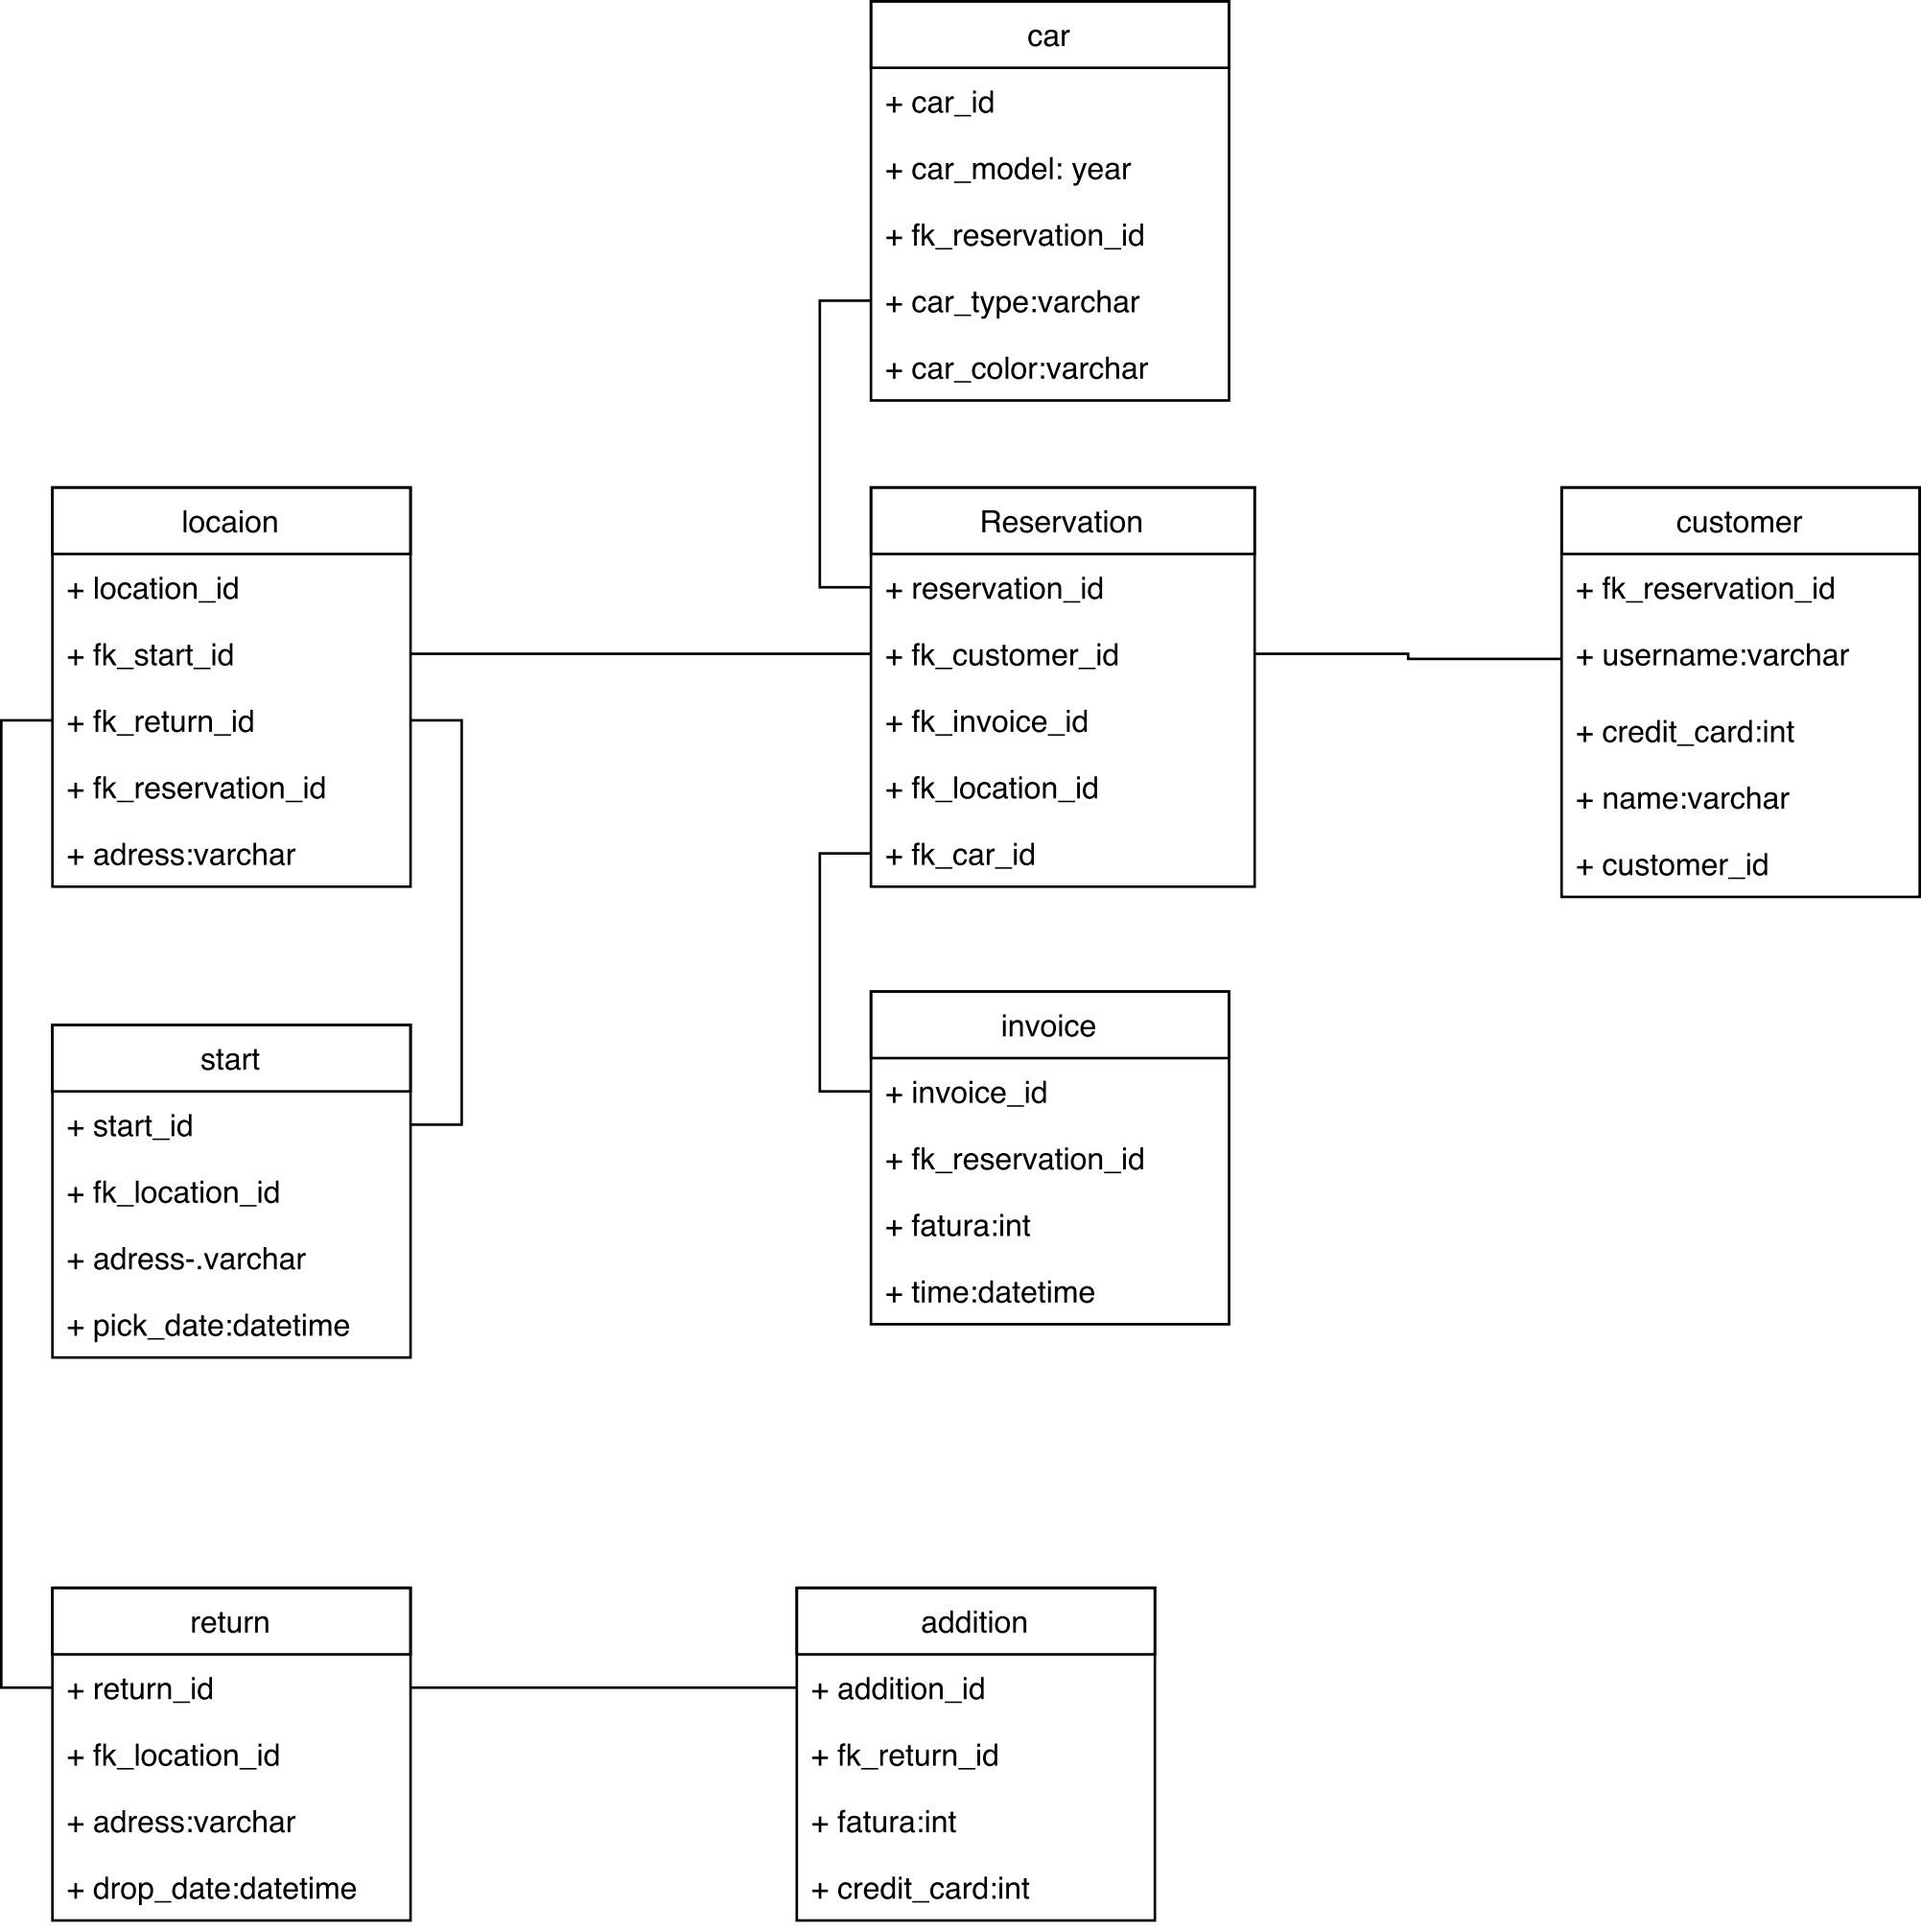 car
+ car_id
+ car_model: year
+ fk_reservation_id
+ car_type:varchar
+ car_color:varchar
locaion
+ location_id
+ fk_start_id
+ fk_return_id
+ fk_reservation_id
+ adress:varchar
Reservation
+ reservation_id
+ fk_customer_id
+ fk_invoice_id
+ fk_location_id
+ fk_car_id
customer
+ fk_reservation_id
+ username:varchar
+ credit_card:int
+ name:varchar
+ customer_id
start
+ start_id
+ fk_location_id
+ adress-.varchar
+ pick_date:datetime
invoice
+ invoice_id
+ fk_reservation_id
+ fatura:int
+ time:datetime
return
+ return_id
+ fk_location_id
+ adress:varchar
+ drop_date:datetime
addition
+ addition_id
+ fk_return_id
+ fatura:int
+ credit_card:int